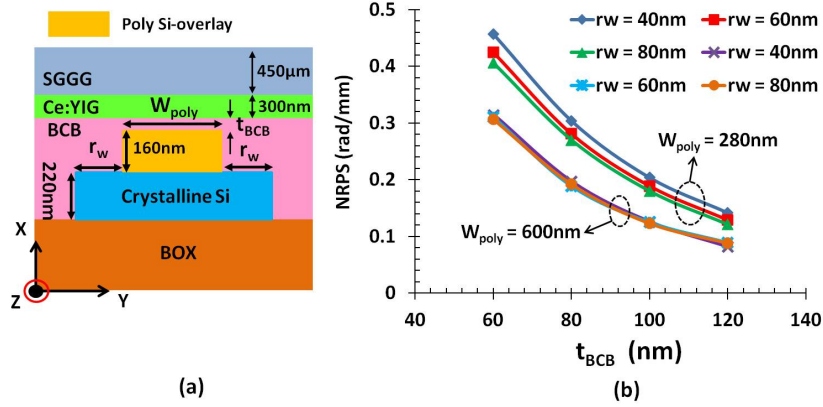 Poly Si-overlay
SGGG
450μm
Ce:YIG
300nm
BCB
Wpoly
tBCB
rw
160nm
rw
220nm
Crystalline Si
BOX
X
Z
Y
(a)
NRPS (rad/mm)
0.5
0.4
0.3
0.2
0.1
0
rw = 40nm
rw = 60nm
rw = 80nm
rw = 40nm
rw = 60nm
rw = 80nm
Wpoly = 280nm
Wpoly = 600nm
40 60 80 100 120 140
tBCB (nm)
(b)